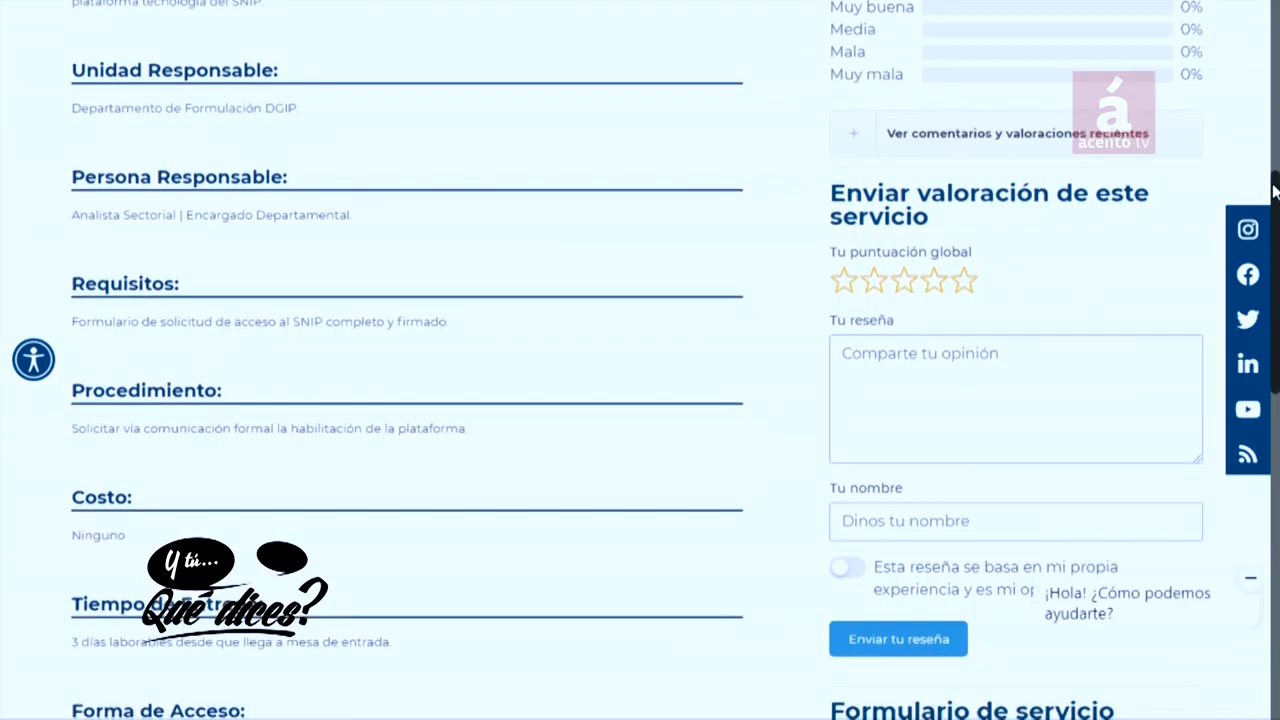 plataforma tecnología del SNIP.
Unidad Responsable:
Departamento de Formulación DGIP.
Persona Responsable:
Analista Sectorial | Encargado Departamental.
Requisitos:
Formulario de solicitud de acceso al SNIP completo y firmado.
Procedimiento:
Solicitar vía comunicación formal la habilitación de la plataforma.
Costo:
Ninguno
Y tú...
Qué dices?
Tiempo de Entre
3 días laborables desde que llega a mesa de entrada.
Forma de Acceso:
Muy buena 0%
Media 0%
Mala 0%
Muy mala 0%
á
acento tv
+ Ver comentarios y valoraciones recientes
Enviar valoración de este
servicio
Tu puntuación global
Tu reseña
Comparte tu opinión
Tu nombre
Dinos tu nombre
Esta reseña se basa en mi propia
experiencia y es mi op
¡Hola! ¿Cómo podemos
ayudarte?
Enviar tu reseña
Formulario de servicio